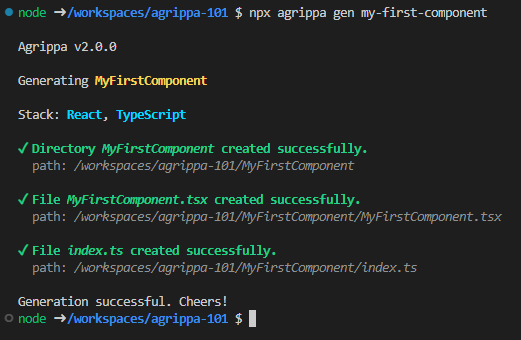 node ➜/workspaces/agrippa-101 $ npx agrippa gen my-first-component
Agrippa v2.0.0
Generating MyFirstComponent
Stack: React, TypeScript
✓ Directory MyFirstComponent created successfully.
path: /workspaces/agrippa-101/MyFirstComponent
✓ File MyFirstComponent.tsx created successfully.
path: /workspaces/agrippa-101/MyFirstComponent/MyFirstComponent.tsx
✓ File index.ts created successfully.
path: /workspaces/agrippa-101/MyFirstComponent/index.ts
Generation successful. Cheers!
node ➜/workspaces/agrippa-101 $